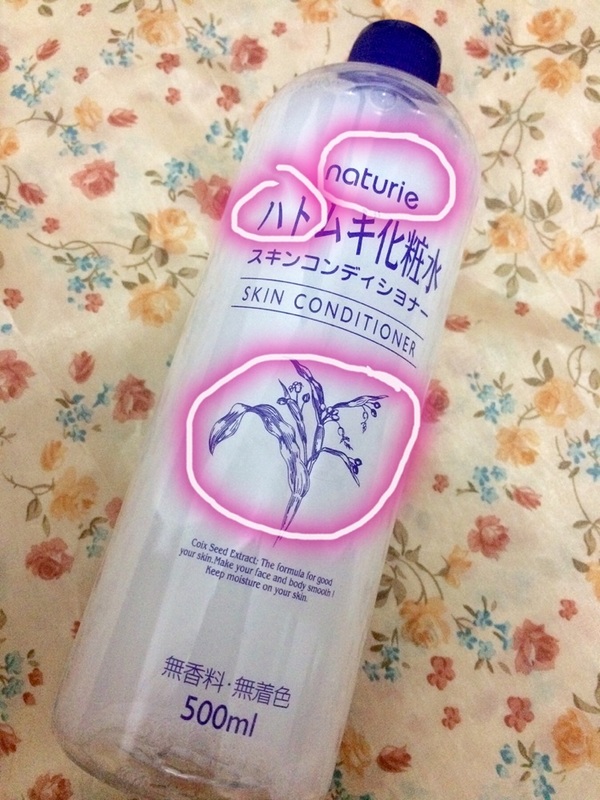 naturie
ハトムギ化粧水
スキンコンディショナー
SKIN CONDITIONER
Coix Seed Extract: The formula for good
your skin.Make your face and body smooth !
Keep moisture on your skin.
無香料・無着色
500ml